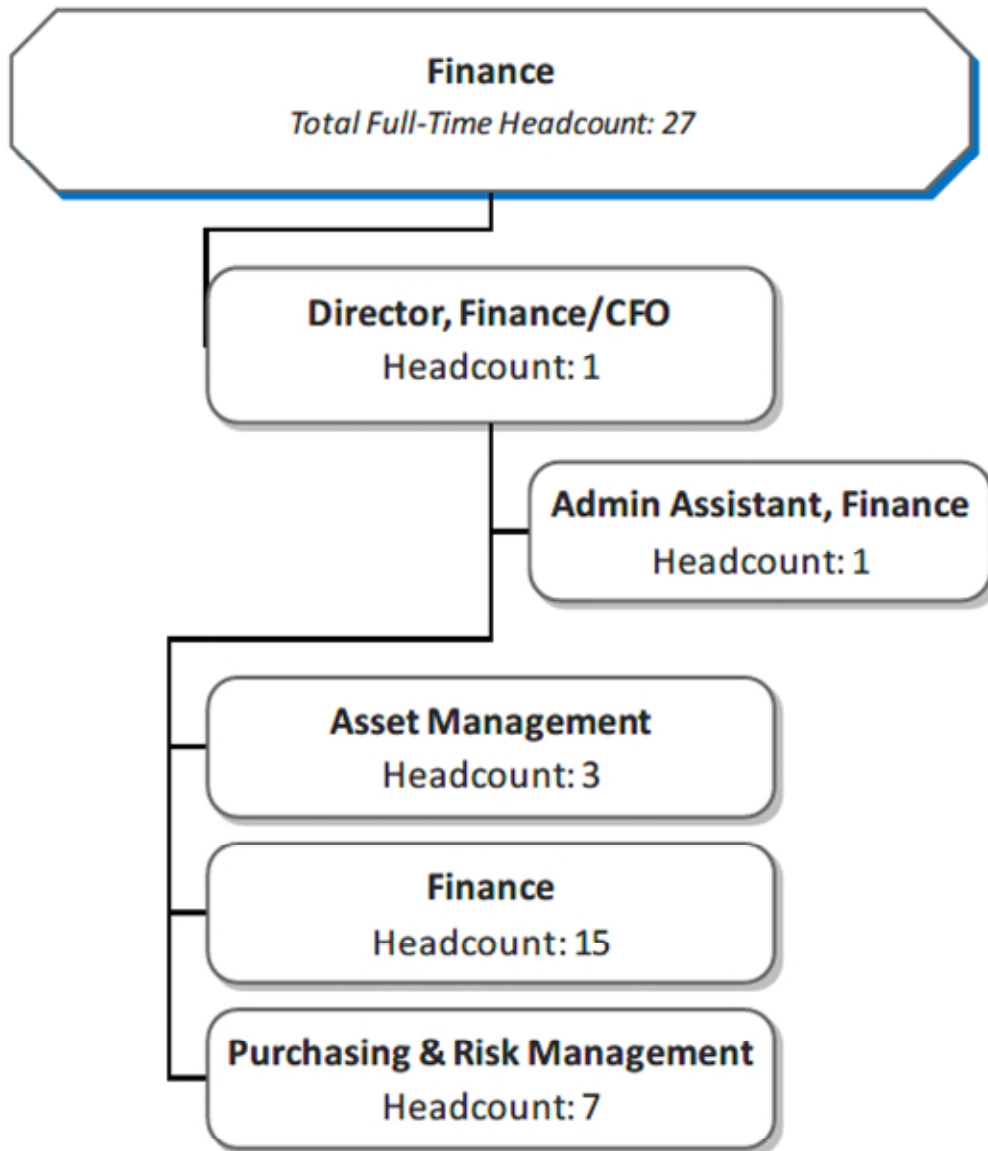 Finance
Total Full-Time Headcount: 27
Director, Finance/CFO
Headcount: 1
Admin Assistant, Finance
Headcount: 1
Asset Management
Headcount: 3
Finance
Headcount: 15
Purchasing & Risk Management
Headcount: 7